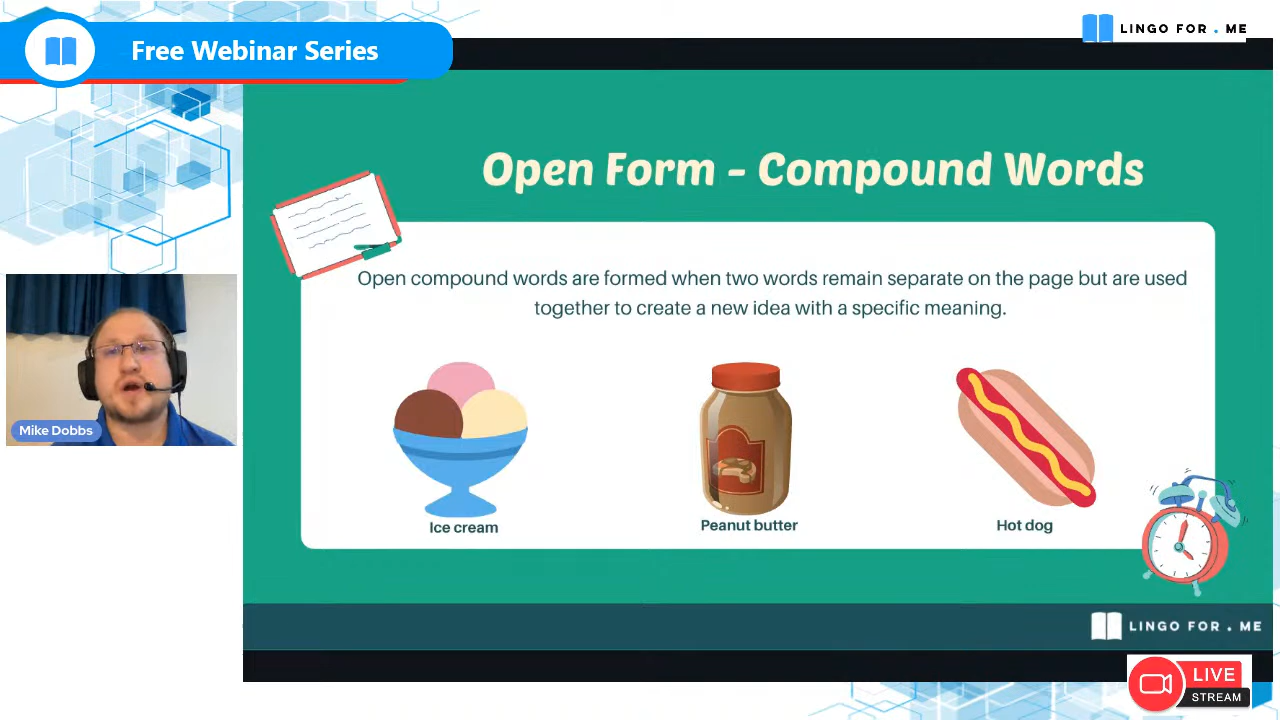 Free Webinar Series
LINGO FOR . ME
Open Form - Compound Words
Open compound words are formed when two words remain separate on the page but are used
together to create a new idea with a specific meaning.
Mike Dobbs
Ice cream
Peanut butter
Hot dog
LINGO FOR . ME
LIVE
STREAM